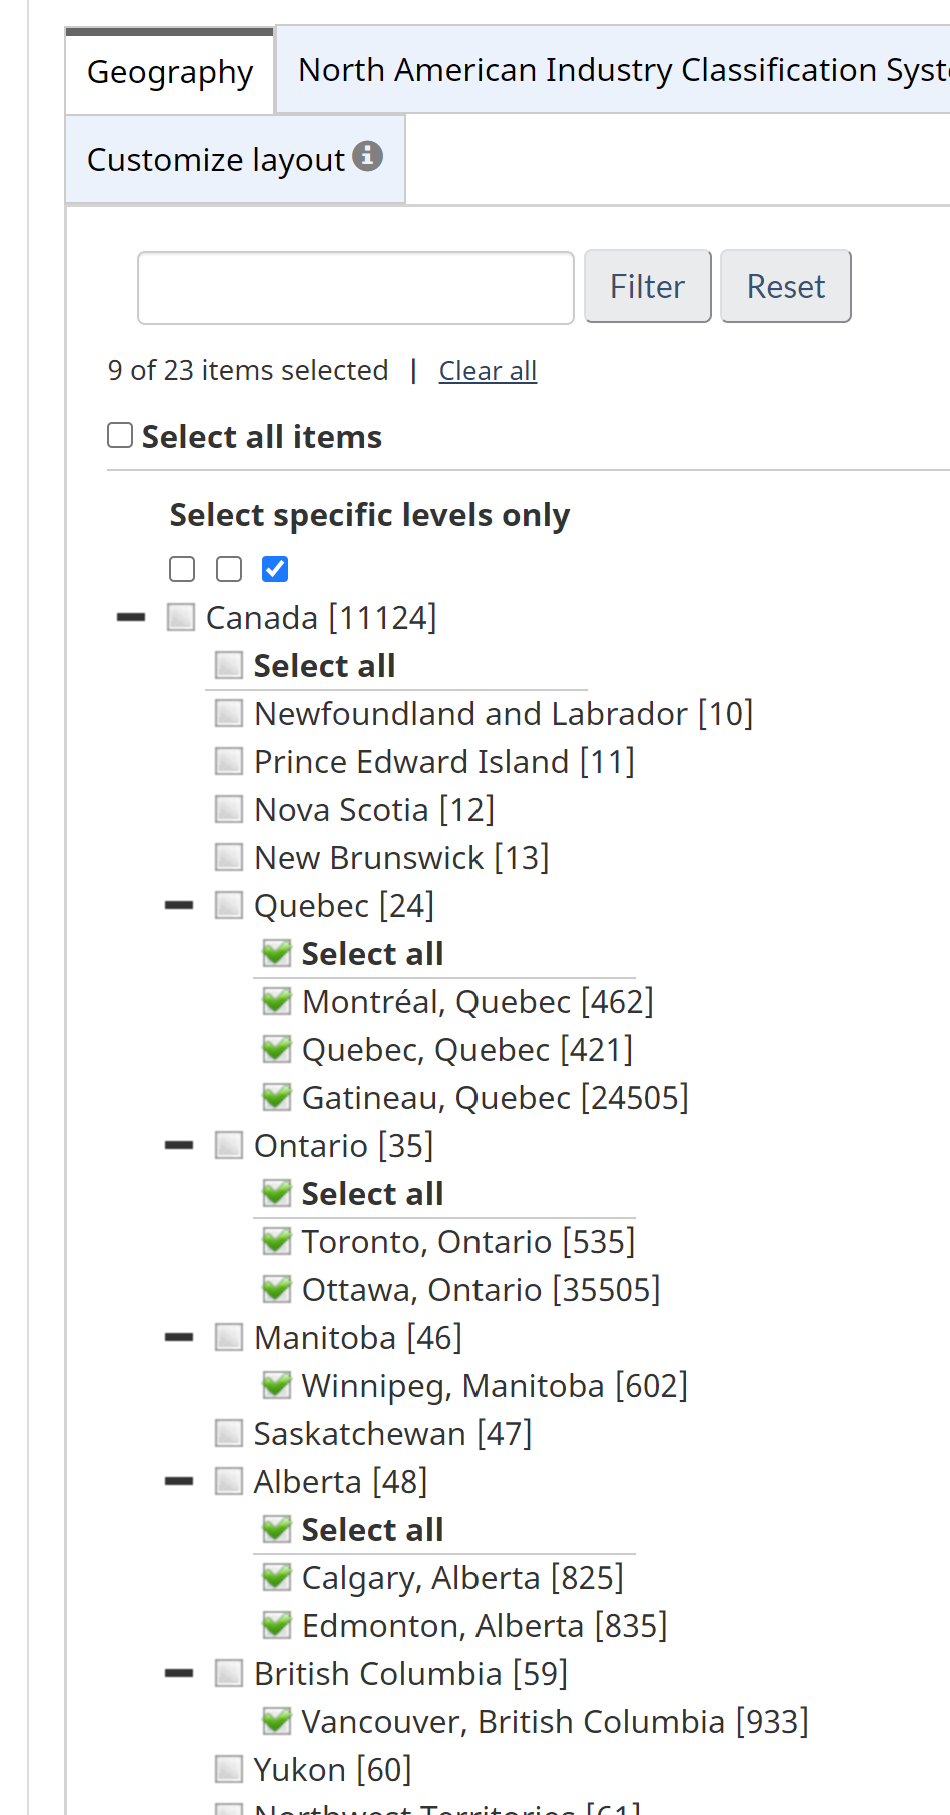 Geography
North American Industry Classification Syst
Customize layout
Filter
Reset
9 of 23 items selected | Clear all
Select all items
Select specific levels only
Canada [11124]
Select all
Newfoundland and Labrador [10]
Prince Edward Island [11]
Nova Scotia [12]
New Brunswick [13]
Quebec [24]
Select all
Montréal, Quebec [462]
Quebec, Quebec [421]
Gatineau, Quebec [24505]
Ontario [35]
Select all
Toronto, Ontario [535]
Ottawa, Ontario [35505]
Manitoba [46]
Winnipeg, Manitoba [602]
Saskatchewan [47]
Alberta [48]
Select all
Calgary, Alberta [825]
Edmonton, Alberta [835]
British Columbia [59]
Vancouver, British Columbia [933]
Yukon [60]
Northwest Territories [61]